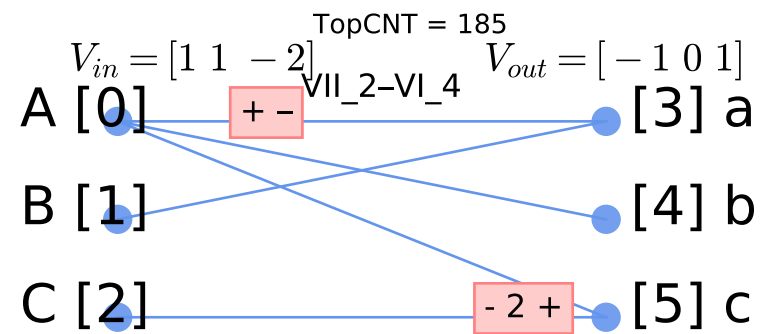 TopCNT = 185
V_in = [1 1 − 2]
V_out = [ − 1 0 1]
VII_2–VI_4
A [0]
+ –
[3] a
B [1]
[4] b
C [2]
- 2 +
[5] c